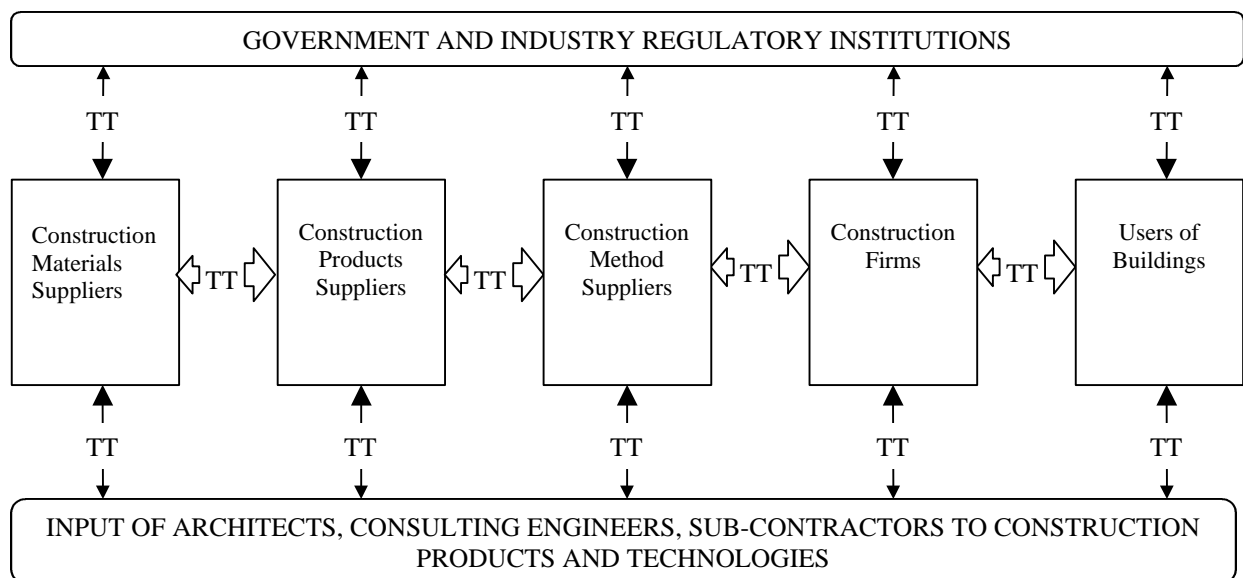 GOVERNMENT AND INDUSTRY REGULATORY INSTITUTIONS
TT TT TT TT TT
Construction
Materials
Suppliers
TT
Construction
Products
Suppliers
TT
Construction
Method
Suppliers
TT
Construction
Firms
TT
Users of
Buildings
TT TT TT TT TT
INPUT OF ARCHITECTS, CONSULTING ENGINEERS, SUB-CONTRACTORS TO CONSTRUCTION
PRODUCTS AND TECHNOLOGIES